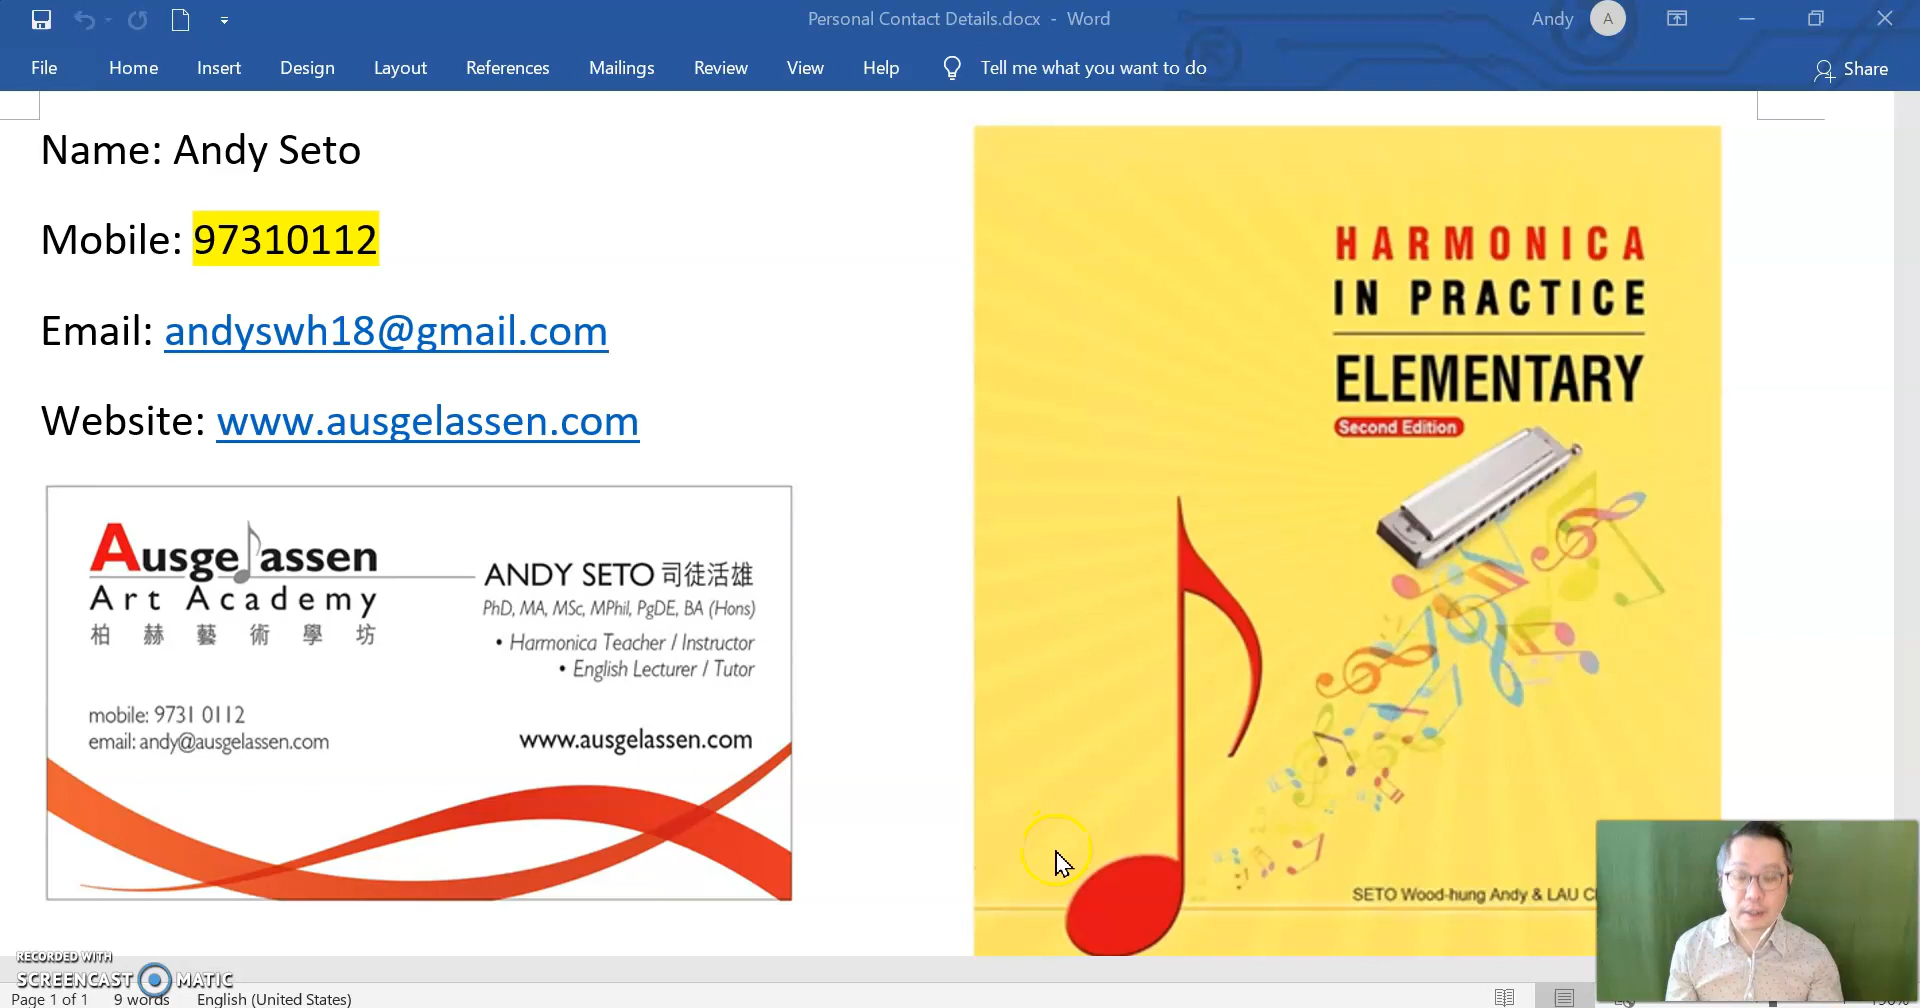 Personal Contact Details.docx - Word
Andy
A
File Home Insert Design Layout References Mailings Review View Help Tell me what you want to do Share
Name: Andy Seto
Mobile: 97310112
Email: andyswh18@gmail.com
Website: www.ausgelassen.com
Ausgelassen
Art Academy
柏赫藝術學坊
ANDY SETO 司徒活雄
PhD, MA, MSc, MPhil, PgDE, BA (Hons)
• Harmonica Teacher / Instructor
• English Lecturer / Tutor
mobile: 9731 0112
email: andy@ausgelassen.com
www.ausgelassen.com
HARMONICA
IN PRACTICE
ELEMENTARY
Second Edition
SETO Wood-hung Andy & LAU
RECORDED WITH
SCREENCAST MATIC
Page 1 of 1 9 words English (United States)